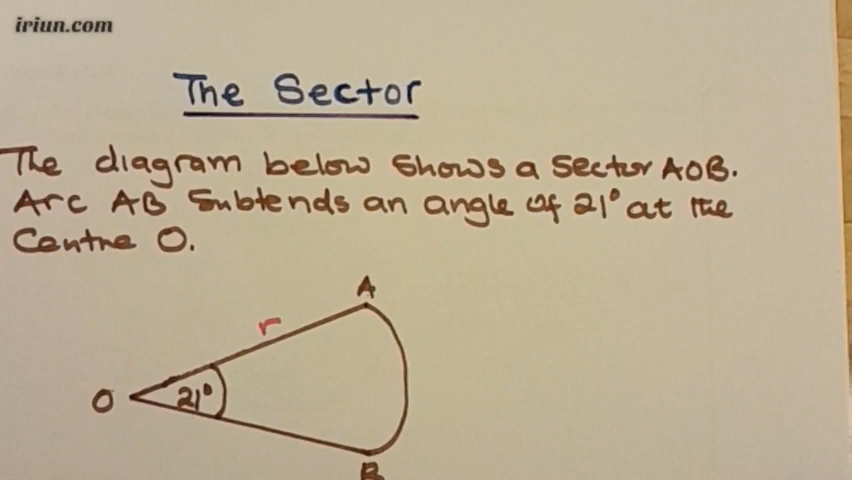 iriun.com
The Sector
The diagram below shows a sector AOB.
Arc AB Subtends an angle of 21° at the
Centre O.
A
r
O
21°
B